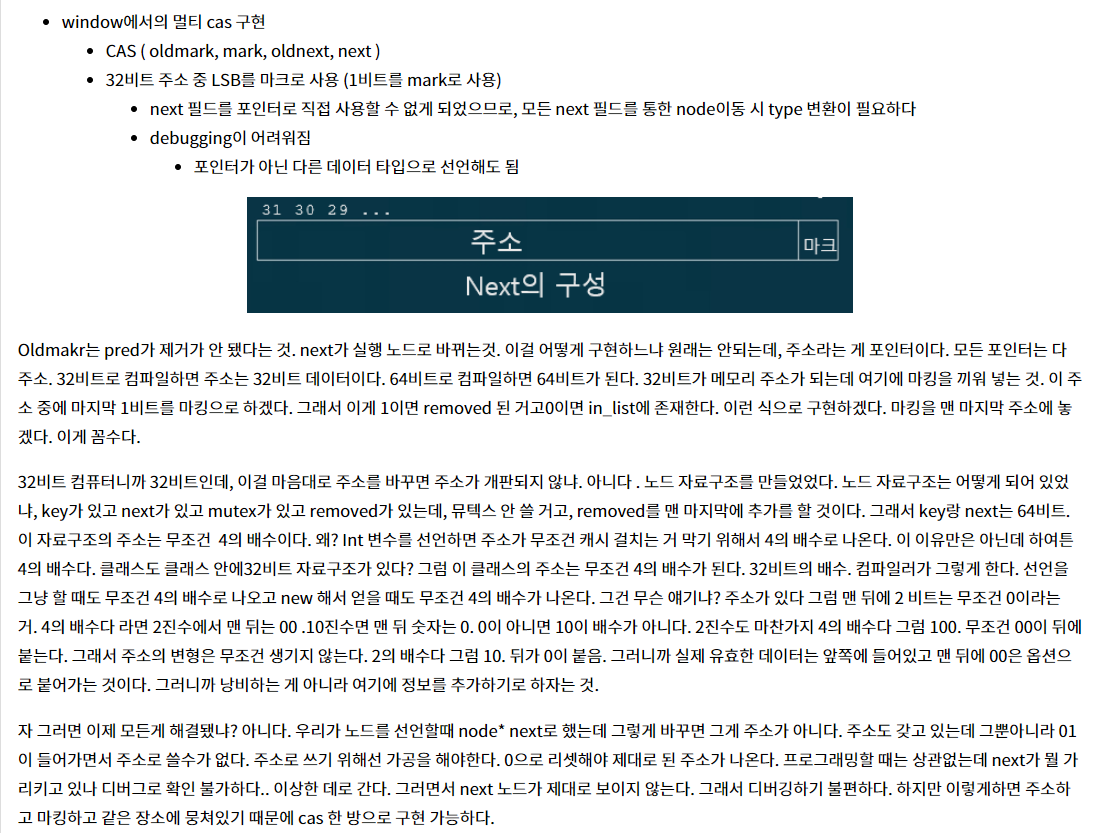 window에서의 멀티 cas 구현
CAS ( oldmark, mark, oldnext, next )
32비트 주소 중 LSB를 마크로 사용 (1비트를 mark로 사용)
next 필드를 포인터로 직접 사용할 수 없게 되었으므로, 모든 next 필드를 통한 node이동 시 type 변환이 필요하다
debugging이 어려워짐
포인터가 아닌 다른 데이터 타입으로 선언해도 됨
31 30 29 ...
주소 마크
Next의 구성
Oldmakr는 pred가 제거가 안 됐다는 것. next가 실행 노드로 바뀌는것. 이걸 어떻게 구현하느냐 원래는 안되는데, 주소라는 게 포인터이다. 모든 포인터는 다
주소. 32비트로 컴파일하면 주소는 32비트 데이터이다. 64비트로 컴파일하면 64비트가 된다. 32비트가 메모리 주소가 되는데 여기에 마킹을 끼워 넣는 것. 이 주
소 중에 마지막 1비트를 마킹으로 하겠다. 그래서 이게 1이면 removed 된 거고0이면 in_list에 존재한다. 이런 식으로 구현하겠다. 마킹을 맨 마지막 주소에 놓
겠다. 이게 꼼수다.
32비트 컴퓨터니까 32비트인데, 이걸 마음대로 주소를 바꾸면 주소가 개판되지 않냐. 아니다 . 노드 자료구조를 만들었었다. 노드 자료구조는 어떻게 되어 있었
냐, key가 있고 next가 있고 mutex가 있고 removed가 있는데, 뮤텍스 안 쓸 거고, removed를 맨 마지막에 추가를 할 것이다. 그래서 key랑 next는 64비트.
이 자료구조의 주소는 무조건  4의 배수이다. 왜? Int 변수를 선언하면 주소가 무조건 캐시 걸치는 거 막기 위해서 4의 배수로 나온다. 이 이유만은 아닌데 하여튼
4의 배수다. 클래스도 클래스 안에32비트 자료구조가 있다? 그럼 이 클래스의 주소는 무조건 4의 배수가 된다. 32비트의 배수. 컴파일러가 그렇게 한다. 선언을
그냥 할 때도 무조건 4의 배수로 나오고 new 해서 얻을 때도 무조건 4의 배수가 나온다. 그건 무슨 얘기냐? 주소가 있다 그럼 맨 뒤에 2 비트는 무조건 0이라는
거. 4의 배수다 라면 2진수에서 맨 뒤는 00 .10진수면 맨 뒤 숫자는 0. 0이 아니면 10이 배수가 아니다. 2진수도 마찬가지 4의 배수다 그럼 100. 무조건 00이 뒤에
붙는다. 그래서 주소의 변형은 무조건 생기지 않는다. 2의 배수다 그럼 10. 뒤가 0이 붙음. 그러니까 실제 유효한 데이터는 앞쪽에 들어있고 맨 뒤에 00은 옵션으
로 붙어가는 것이다. 그러니까 낭비하는 게 아니라 여기에 정보를 추가하기로 하자는 것.
자 그러면 이제 모든게 해결됐냐? 아니다. 우리가 노드를 선언할때 node* next로 했는데 그렇게 바꾸면 그게 주소가 아니다. 주소도 갖고 있는데 그뿐아니라 01
이 들어가면서 주소로 쓸수가 없다. 주소로 쓰기 위해선 가공을 해야한다. 0으로 리셋해야 제대로 된 주소가 나온다. 프로그래밍할 때는 상관없는데 next가 뭘 가
리키고 있나 디버그로 확인 불가하다.. 이상한 데로 간다. 그러면서 next 노드가 제대로 보이지 않는다. 그래서 디버깅하기 불편하다. 하지만 이렇게하면 주소하
고 마킹하고 같은 장소에 뭉쳐있기 때문에 cas 한 방으로 구현 가능하다.